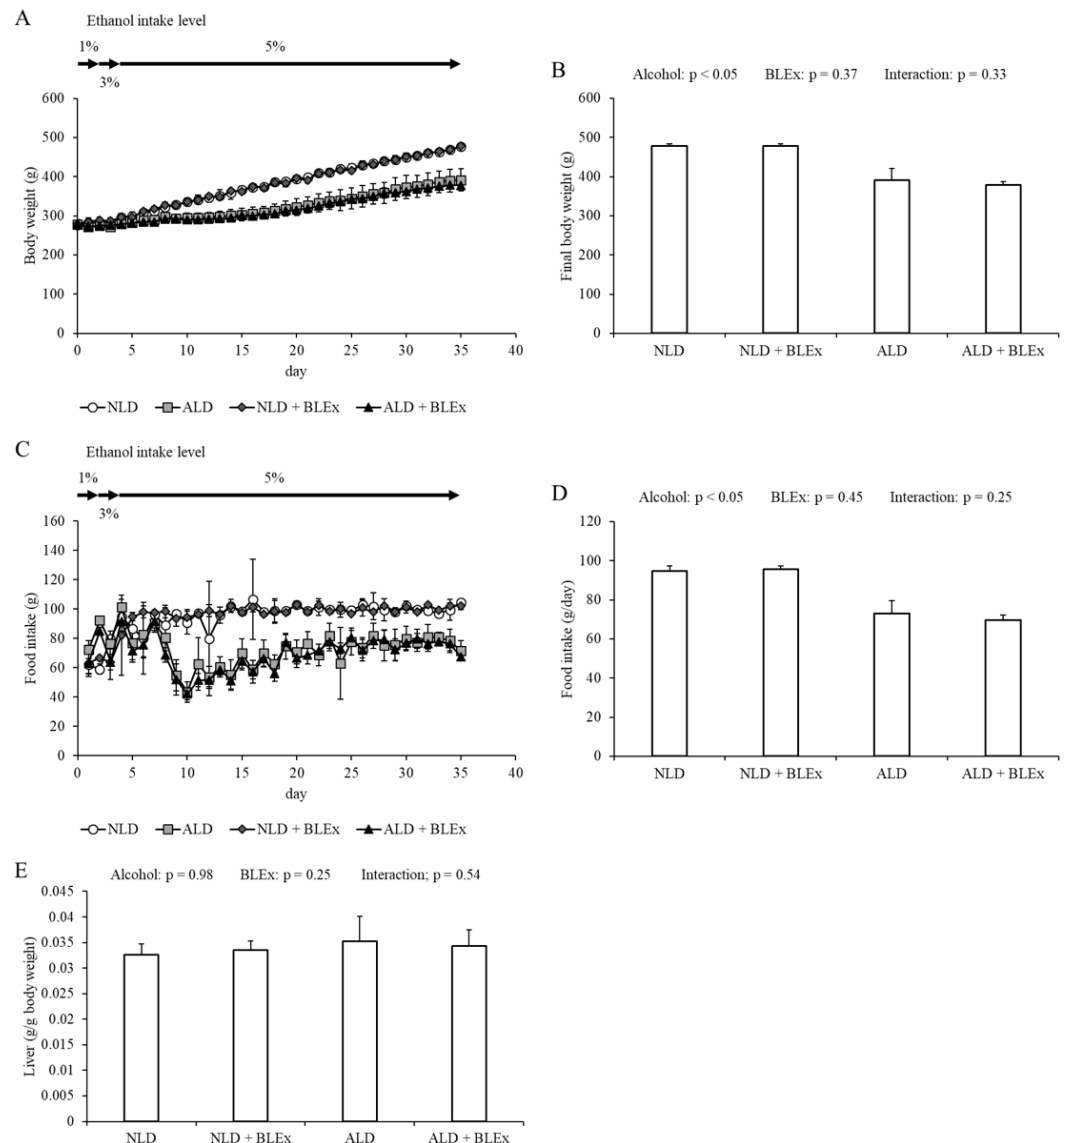 A
Ethanol intake level
1%
5%
3%
Body weight (g)
600
500
400
300
200
100
0
0 5 10 15 20 25 30 35 40
day
NLD ALD NLD + BLEx ALD + BLEx
B
Alcohol: p < 0.05 BLEx: p = 0.37 Interaction: p = 0.33
Final body weight (g)
600
500
400
300
200
100
0
NLD NLD + BLEx ALD ALD + BLEx
C
Ethanol intake level
1%
5%
3%
Food intake (g)
160
140
120
100
80
60
40
20
0
0 5 10 15 20 25 30 35 40
day
NLD ALD NLD + BLEx ALD + BLEx
D
Alcohol: p < 0.05 BLEx: p = 0.45 Interaction: p = 0.25
Food intake (g/day)
120
100
80
60
40
20
0
NLD NLD + BLEx ALD ALD + BLEx
E
Alcohol: p = 0.98 BLEx: p = 0.25 Interaction; p = 0.54
Liver (g/g body weight)
0.045
0.04
0.035
0.03
0.025
0.02
0.015
0.01
0.005
0
NLD NLD + BLEx ALD ALD + BLEx